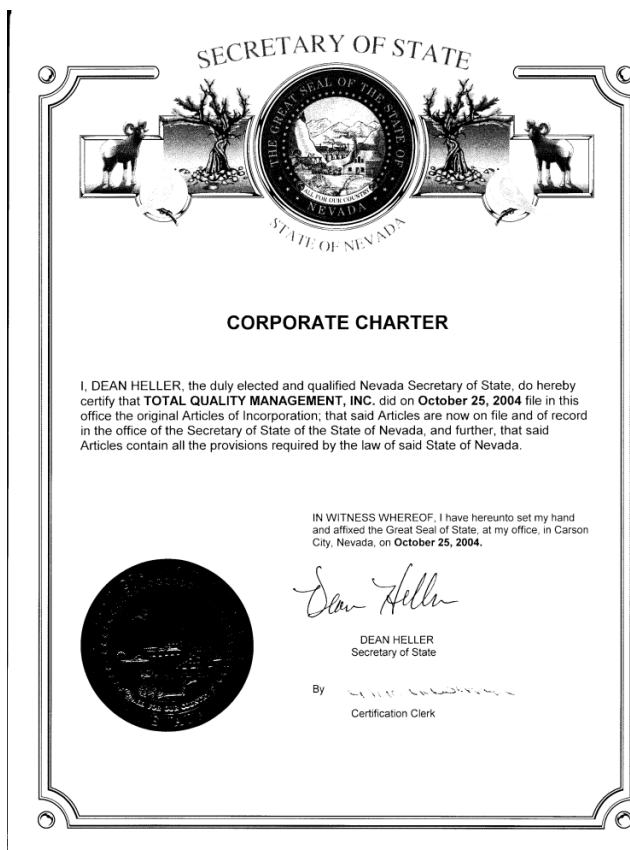 SECRETARY OF STATE
THE GREAT SEAL OF THE STATE OF
ALL FOR OUR COUNTRY
NEVADA
STATE OF NEVADA
CORPORATE CHARTER
I, DEAN HELLER, the duly elected and qualified Nevada Secretary of State, do hereby
certify that TOTAL QUALITY MANAGEMENT, INC. did on October 25, 2004 file in this
office the original Articles of Incorporation; that said Articles are now on file and of record
in the office of the Secretary of State of the State of Nevada, and further, that said
Articles contain all the provisions required by the law of said State of Nevada.
IN WITNESS WHEREOF, I have hereunto set my hand
and affixed the Great Seal of State, at my office, in Carson
City, Nevada, on October 25, 2004.
Dean Heller
DEAN HELLER
Secretary of State
By
Certification Clerk
ALL FOR OUR COUNTRY